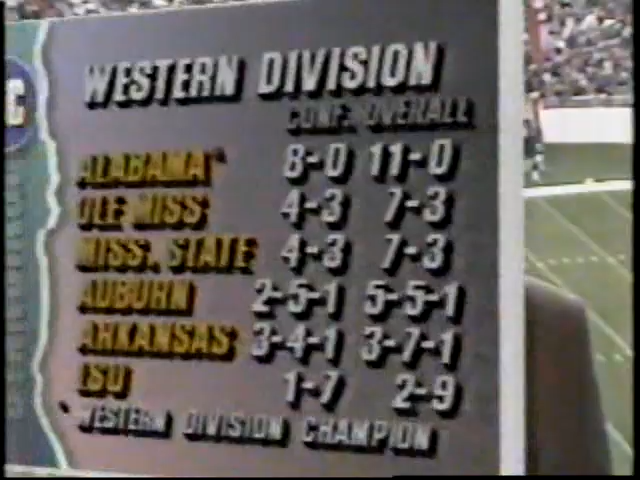 WESTERN DIVISION
CONF. OVERALL
ALABAMA* 8-0 11-0
OLE MISS 4-3 7-3
MISS. STATE 4-3 7-3
AUBURN 2-5-1 5-5-1
ARKANSAS 3-4-1 3-7-1
LSU 1-7 2-9
*WESTERN DIVISION CHAMPION